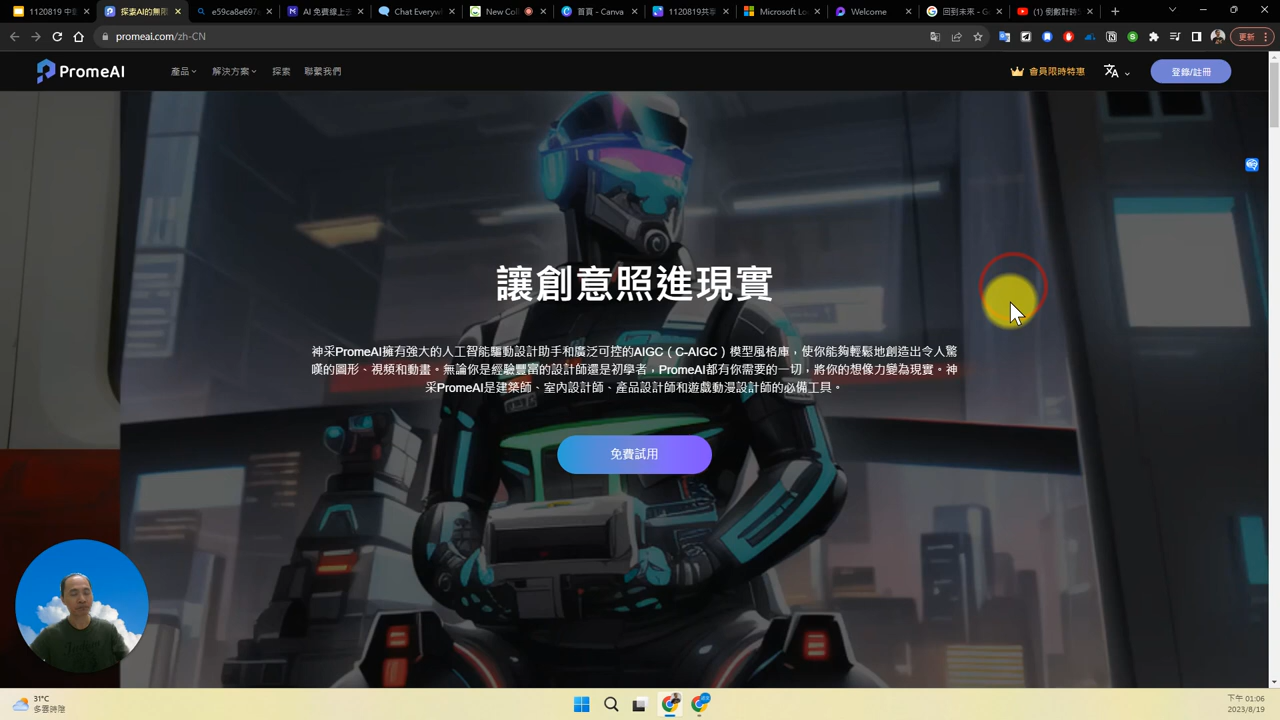 1120819 中
探索AI的無限
e59ca8e697
AI 免費線上去
Chat Everyw
New Col
首頁 - Canva
1120819共享
Microsoft Lo
Welcome
回到未來 - G
(1) 倒數計時
promeai.com/zh-CN
更新
PromeAI
產品
解決方案
探索
聯繫我們
會員限時特惠
登錄/註冊
讓創意照進現實
神采PromeAI擁有強大的人工智能驅動設計助手和廣泛可控的AIGC（C-AIGC）模型風格庫，使你能夠輕鬆地創造出令人驚
嘆的圖形、視頻和動畫。無論你是經驗豐富的設計師還是初學者，PromeAI都有你需要的一切，將你的想像力變為現實。神
采PromeAI是建築師、室內設計師、產品設計師和遊戲動漫設計師的必備工具。
免費試用
31°C
多雲時陰
下午 01:06
2023/8/19